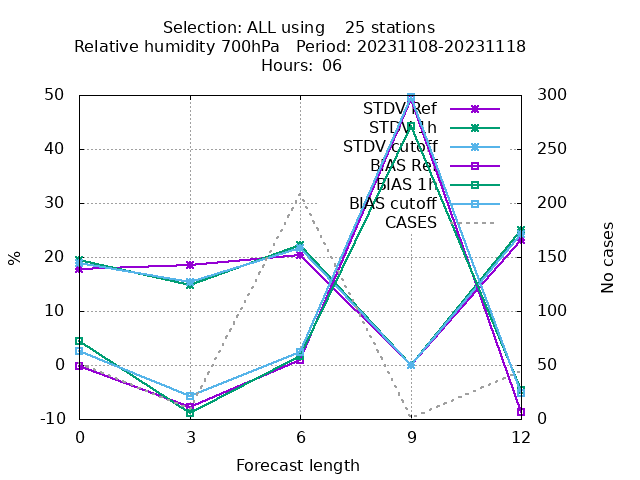 Selection: ALL using    25 stations
Relative humidity 700hPa   Period: 20231108-20231118
Hours: 06
50
40
30
20
10
0
-10
%
300
250
200
150
100
50
0
No cases
STDV Ref
STDV 1h
STDV cutoff
BIAS Ref
BIAS 1h
BIAS cutoff
CASES
0 3 6 9 12
Forecast length